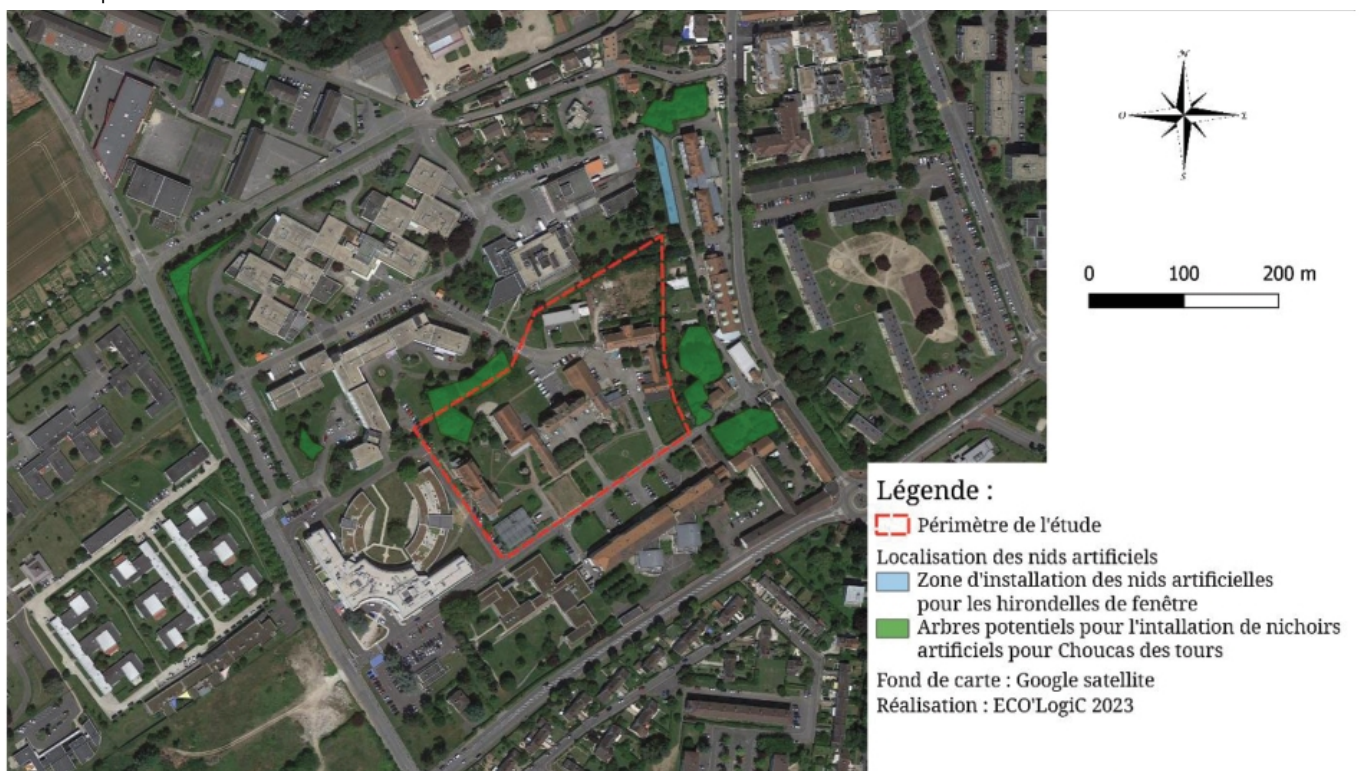 N
O
E
S
0 100 200 m
Légende :
Périmètre de l'étude
Localisation des nids artificiels
Zone d'installation des nids artificielles
pour les hirondelles de fenêtre
Arbres potentiels pour l'intallation de nichoirs
artificiels pour Choucas des tours
Fond de carte : Google satellite
Réalisation : ECO'LogiC 2023